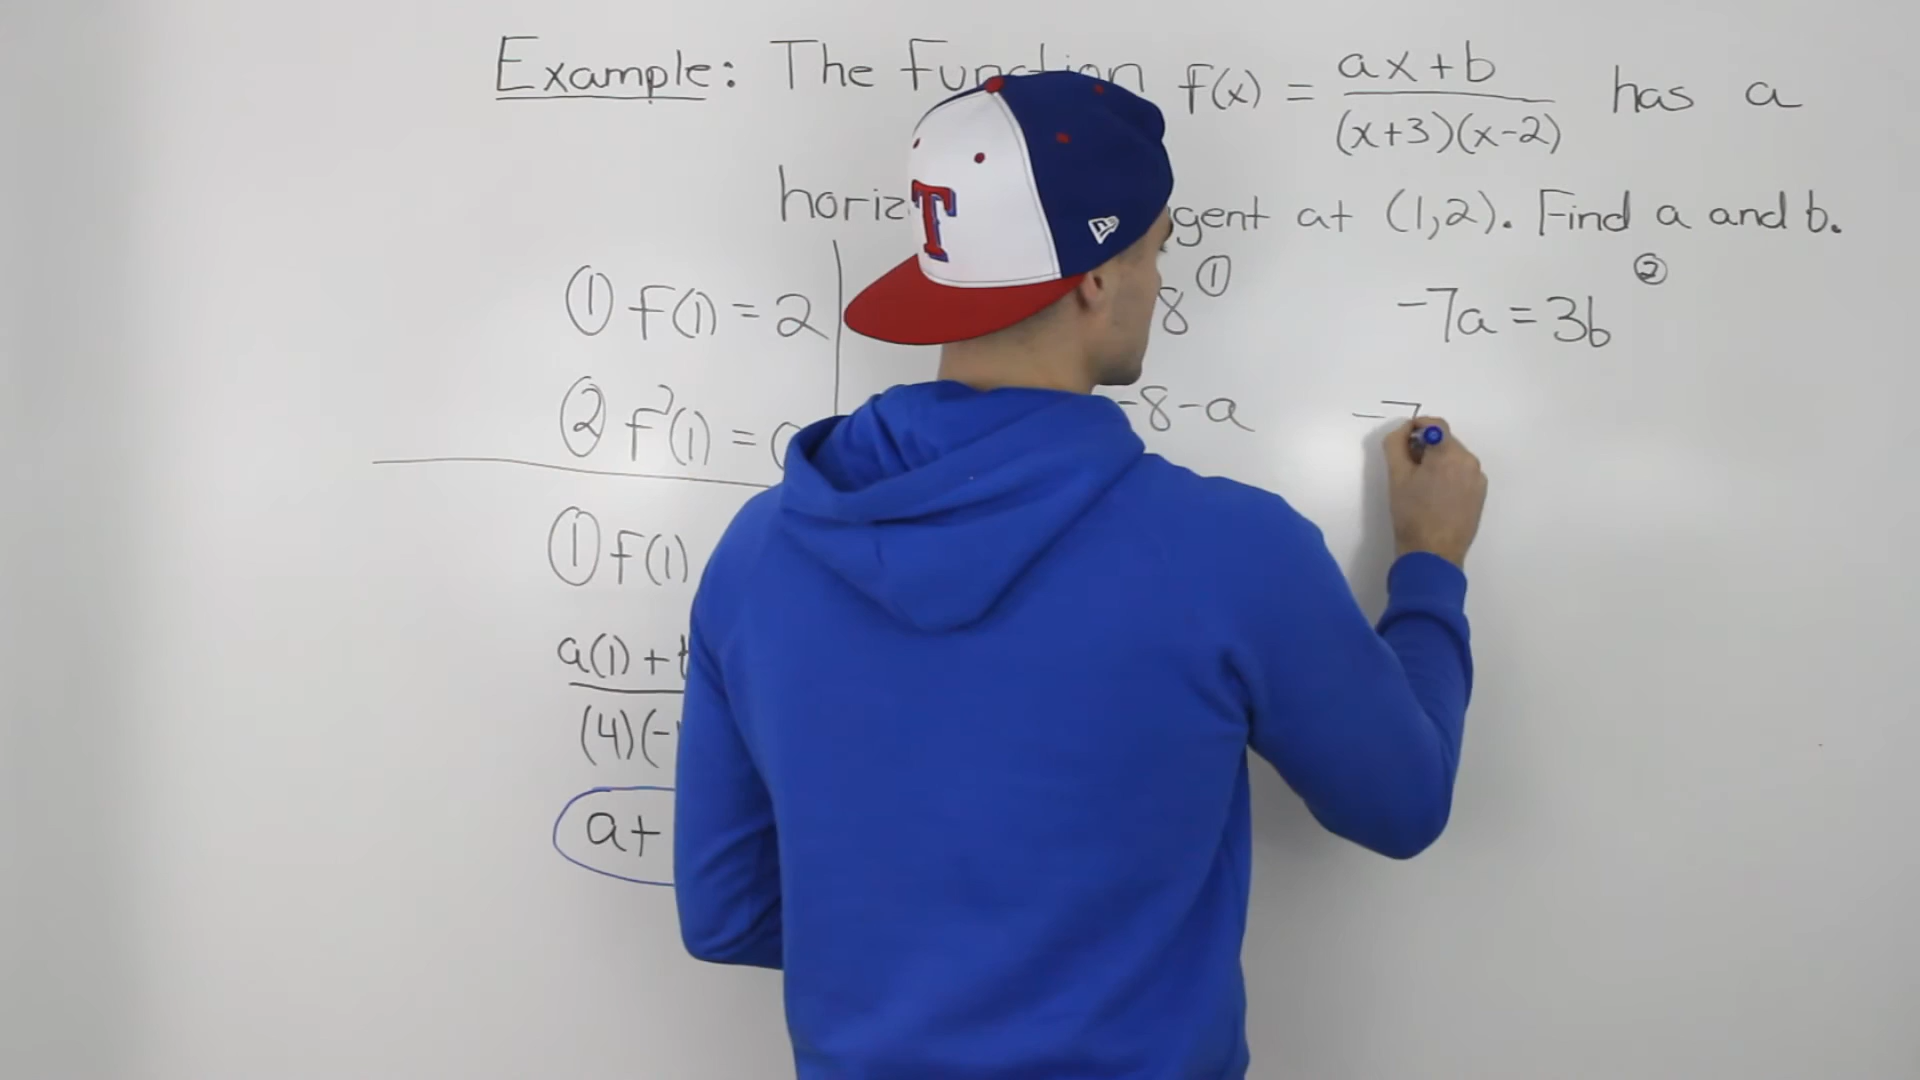 Example: The Function f(x) = ax+b / (x+3)(x-2) has a
horiz gent at (1,2). Find a and b.
① f(1) = 2
② f'(1) = 0
① f(1)
a(1) +
(4)(-
a+
8 ①
-8-a
-7a = 3b ②
-7
T